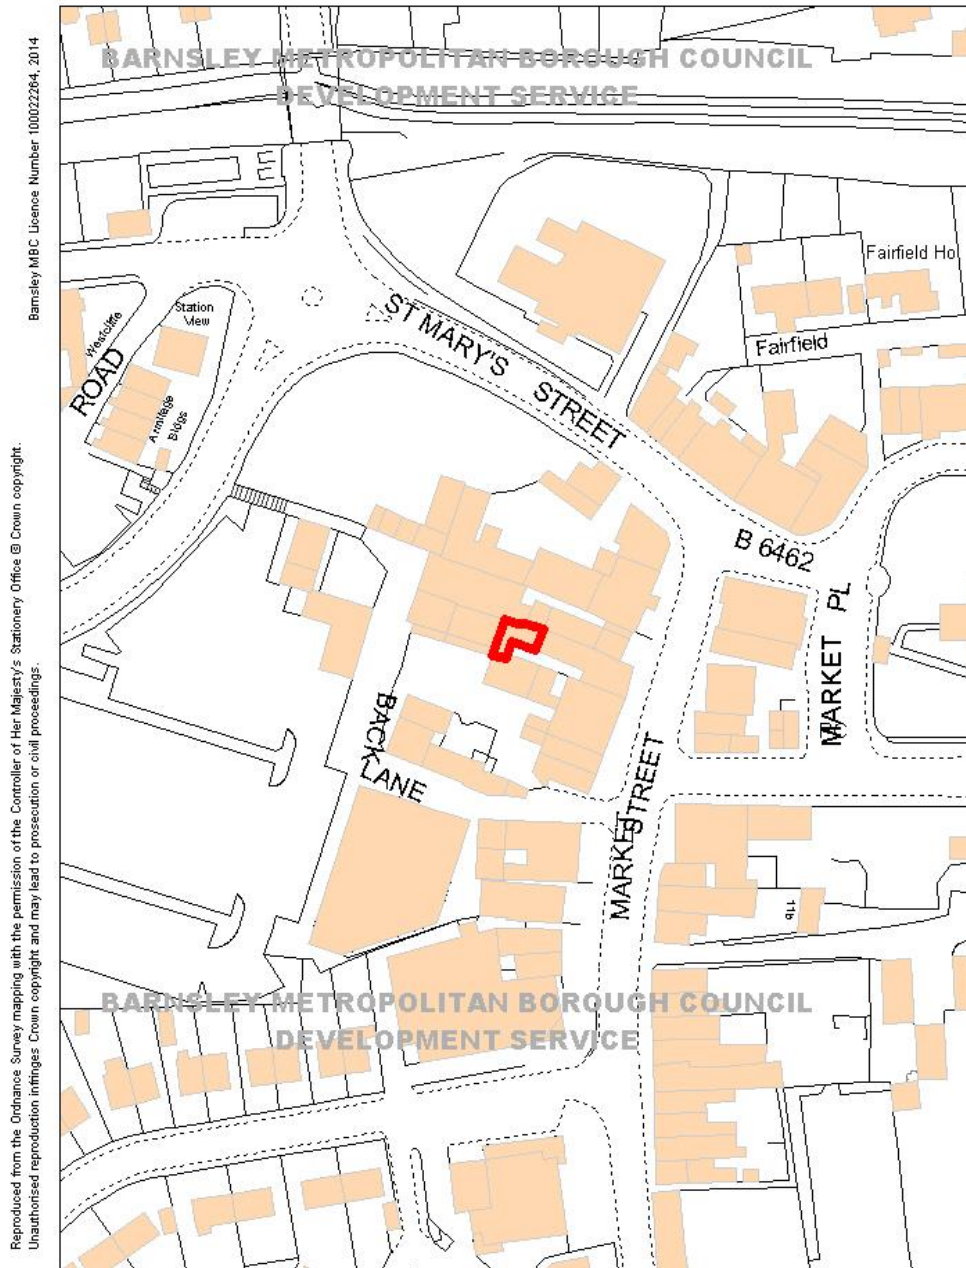 BARNSLEY METROPOLITAN BOROUGH COUNCIL
DEVELOPMENT SERVICE
Barnsley MBC Licence Number 100022264, 2014
Reproduced from the Ordnance Survey mapping with the permission of the Controller of Her Majesty's Stationery Office © Crown copyright.
Unauthorised reproduction infringes Crown copyright and may lead to prosecution or civil proceedings.
Fairfield Ho
Fairfield
Station
View
Westcliffe
ROAD
Armitage
Bldgs
ST MARY'S STREET
B 6462
MARKET PL
BACK
LANE
MARKET
STREET
11b
BARNSLEY METROPOLITAN BOROUGH COUNCIL
DEVELOPMENT SERVICE